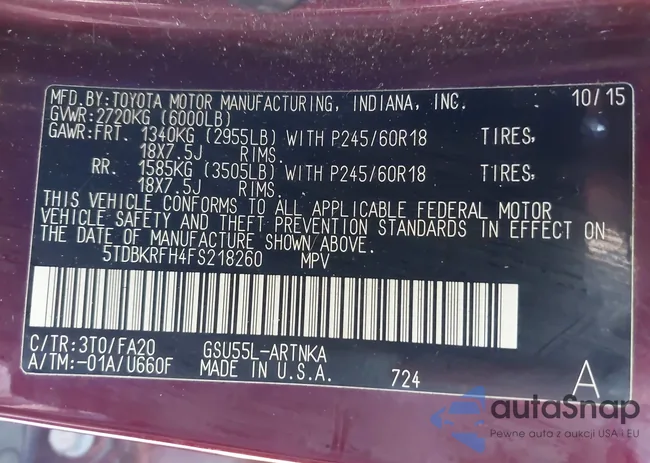 MFD.BY:TOYOTA MOTOR MANUFACTURING, INDIANA, INC. 10/15
GVWR:2720KG (6000LB)
GAWR:FRT. 1340KG (2955LB) WITH P245/60R18 TIRES,
18X7.5J RIMS.
RR. 1585KG (3505LB) WITH P245/60R18 TIRES,
18X7.5J RIMS.
THIS VEHICLE CONFORMS TO ALL APPLICABLE FEDERAL MOTOR
VEHICLE SAFETY AND THEFT PREVENTION STANDARDS IN EFFECT ON
THE DATE OF MANUFACTURE SHOWN ABOVE.
5TDBKRFH4FS218260 MPV
C/TR:3T0/FA20 GSU55L-ARTNKA
A/TM:-01A/U660F MADE IN U.S.A. 724 A
autaSnap
Pewne auta z aukcji USA i EU